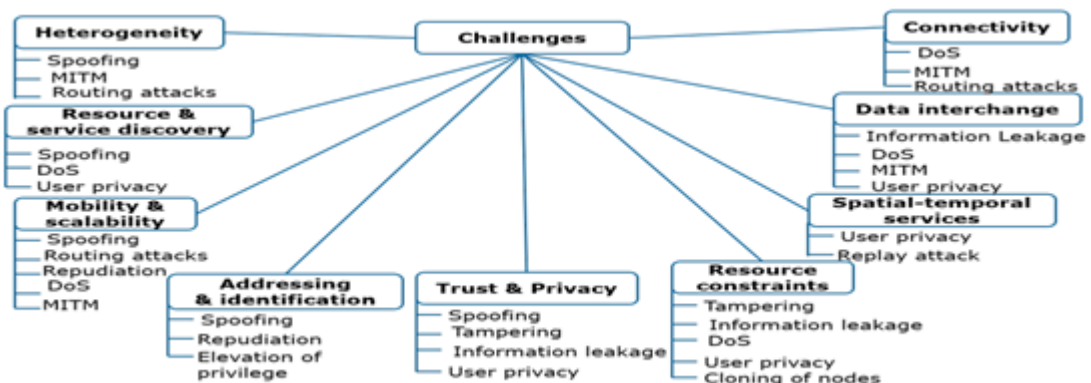 Challenges
Heterogeneity
Spoofing
MITM
Routing attacks
Resource &
service discovery
Spoofing
DoS
User privacy
Mobility &
scalability
Spoofing
Routing attacks
Repudiation
DoS
MITM
Addressing
& identification
Spoofing
Repudiation
Elevation of
privilege
Trust & Privacy
Spoofing
Tampering
Information leakage
User privacy
Resource
constraints
Tampering
Information leakage
DoS
User privacy
Cloning of nodes
Spatial-temporal
services
User privacy
Replay attack
Data interchange
Information Leakage
DoS
MITM
User privacy
Connectivity
DoS
MITM
Routing attacks